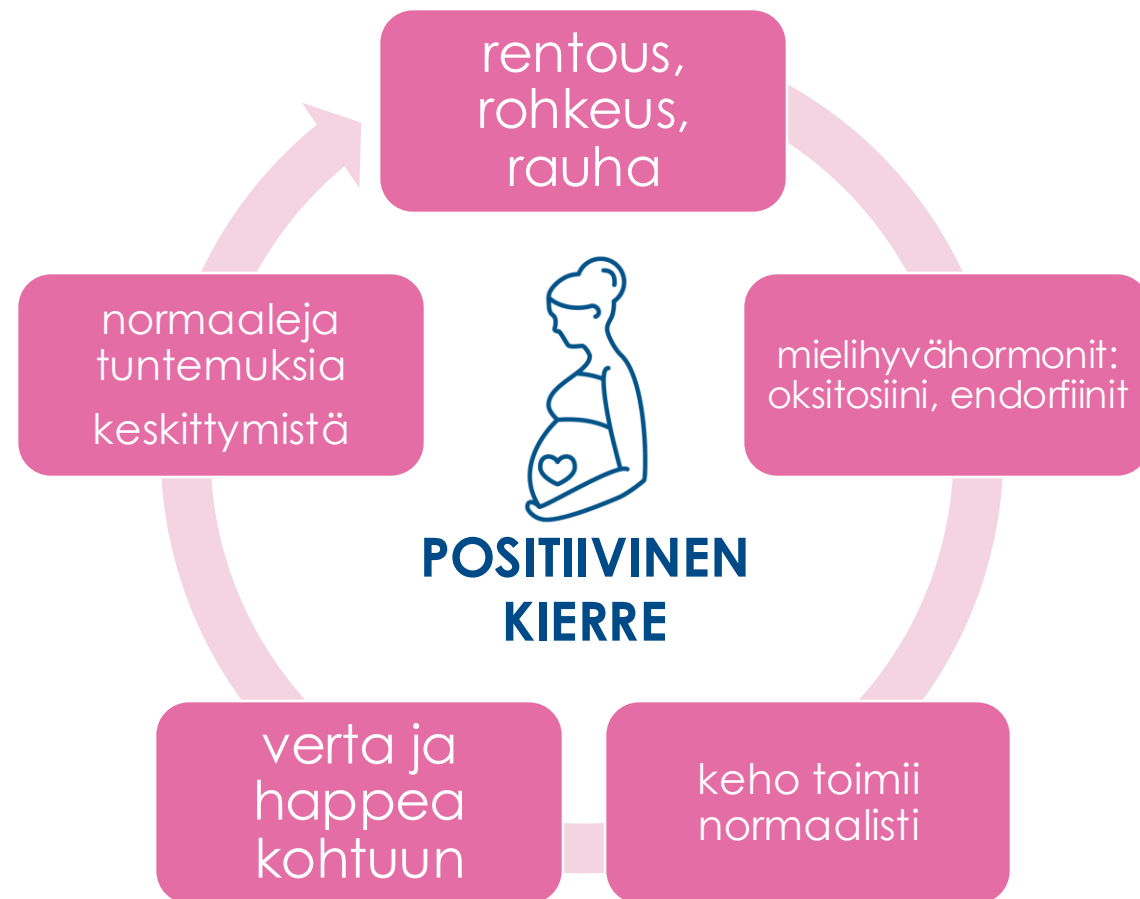 rentous,
rohkeus,
rauha
mielihyvähormonit:
oksitosiini, endorfiinit
keho toimii
normaalisti
verta ja
happea
kohtuun
normaaleja
tuntemuksia
keskittymistä
POSITIIVINEN
KIERRE